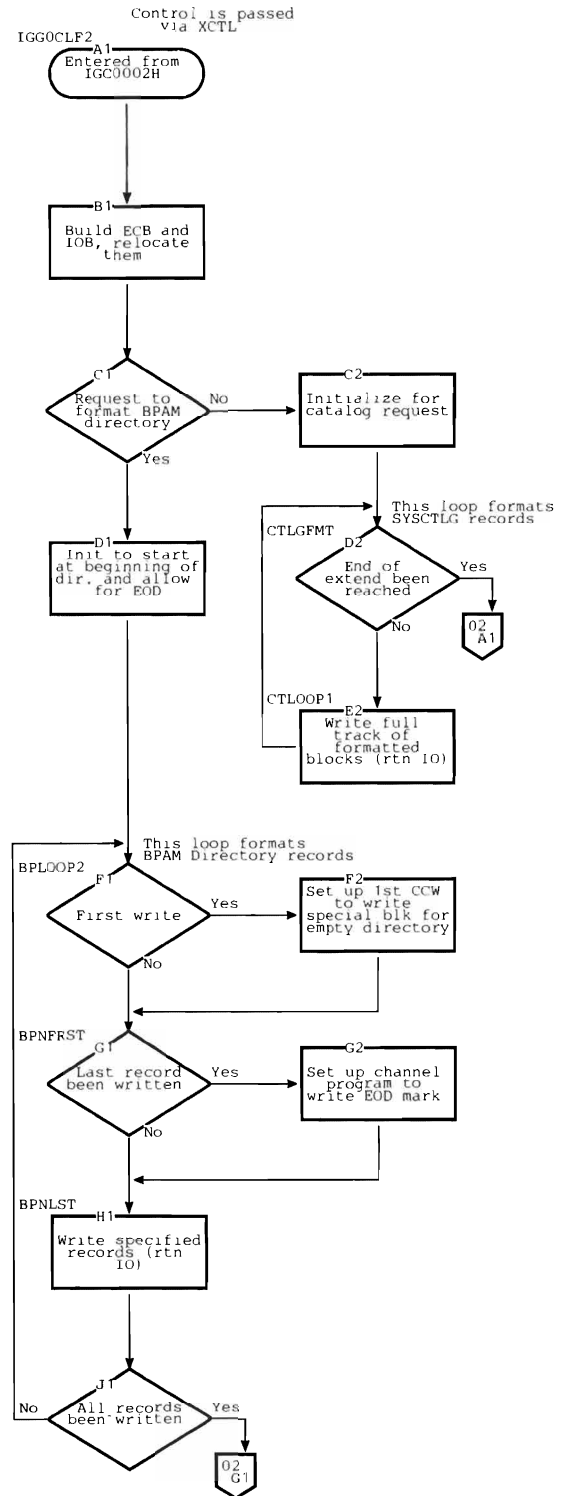 Control is passed
via XCTL
IGG0CLF2
A1
Entered from
IGC0002H
B1
Build ECB and
IOB, relocate
them
C1
Request to
format BPAM
directory
No
Yes
C2
Initialize for
catalog request
This loop formats
SYSCTLG records
CTLGFMT
D1
Init to start
at beginning of
dir. and allow
for EOD
D2
End of
extend been
reached
Yes
No
02
A1
CTLOOP1
E2
Write full
track of
formatted
blocks (rtn IO)
This loop formats
BPAM Directory records
BPLOOP2
F1
First write
Yes
No
F2
Set up 1st CCW
to write
special blk for
empty directory
BPNFRST
G1
Last record
been written
Yes
No
G2
Set up channel
program to
write EOD mark
BPNLST
H1
Write specified
records (rtn
IO)
J1
All records
been written
No
Yes
02
G1